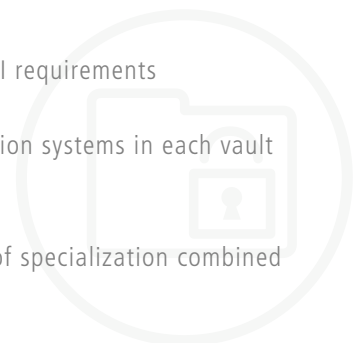 I requirements
ion systems in each vault
of specialization combined